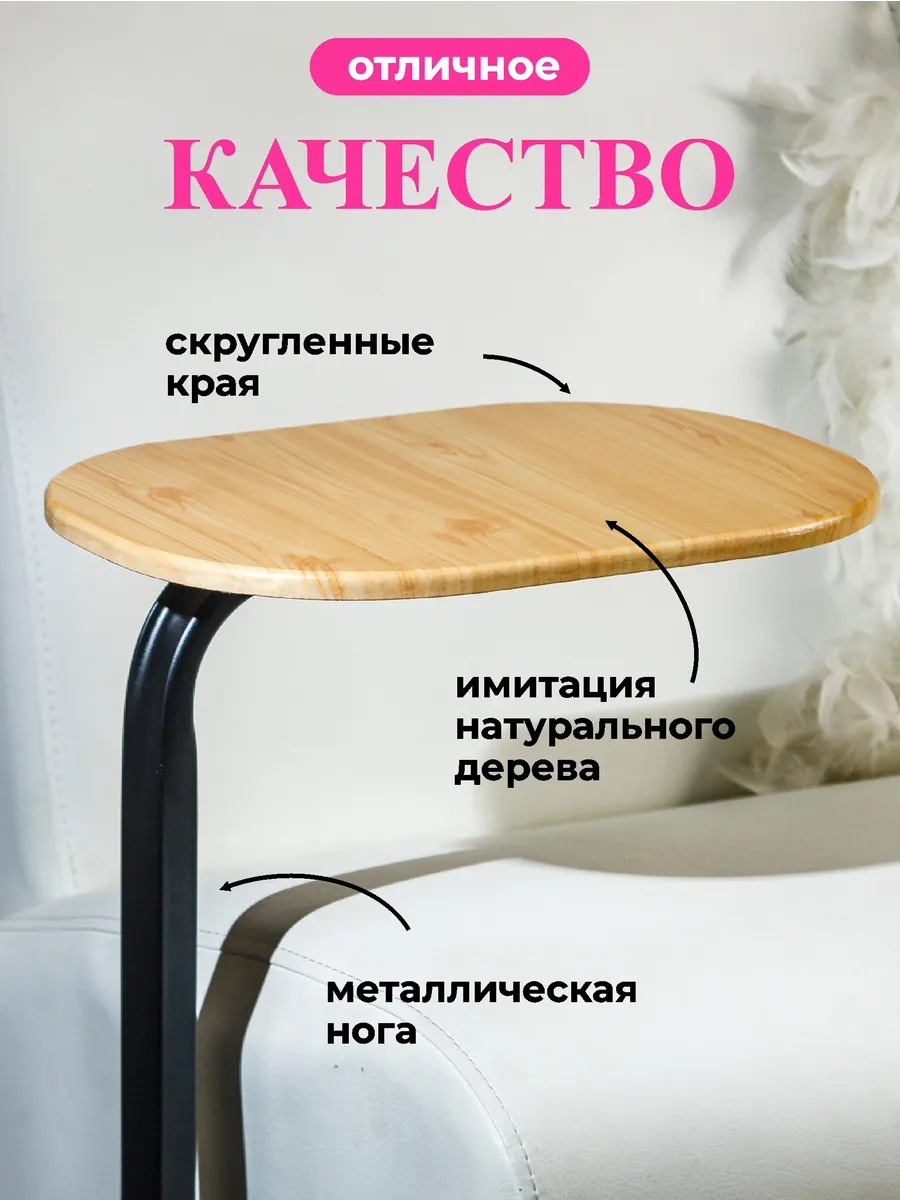 отличное
КАЧЕСТВО
скругленные
края
имитация
натурального
дерева
металлическая
нога